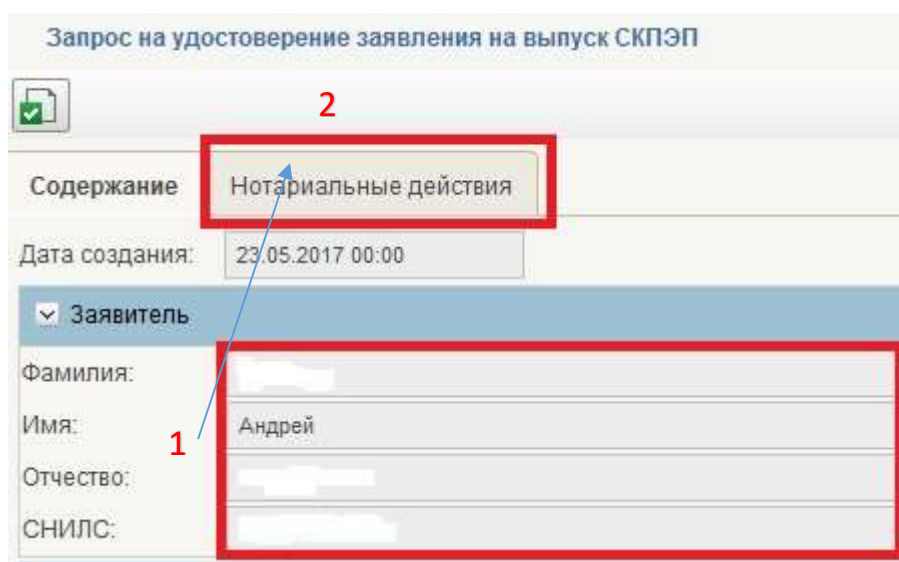 Запрос на удостоверение заявления на выпуск СКПЭП
2
Содержание Нотариальные действия
Дата создания: 23.05.2017 00:00
Заявитель
Фамилия:
Имя: Андрей
1
Отчество:
СНИЛС: